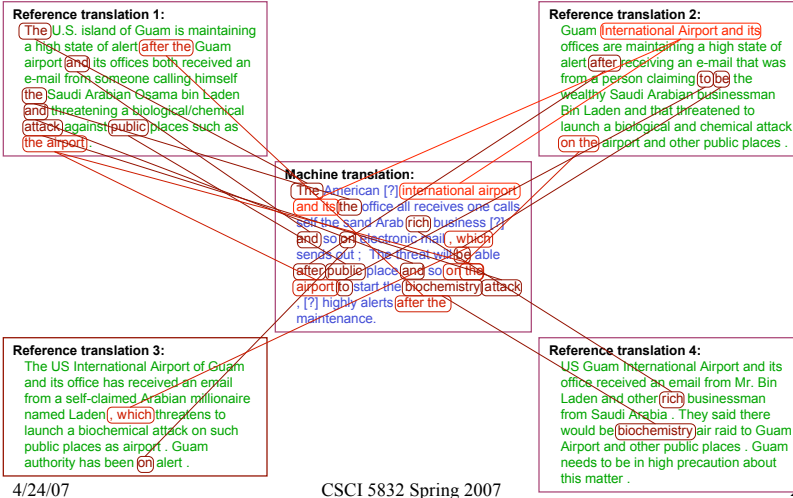 Reference translation 1:
The U.S. island of Guam is maintaining
a high state of alert after the Guam
airport and its offices both received an
e-mail from someone calling himself
the Saudi Arabian Osama bin Laden
and threatening a biological/chemical
attack against public places such as
the airport .
Reference translation 2:
Guam International Airport and its
offices are maintaining a high state of
alert after receiving an e-mail that was
from a person claiming to be the
wealthy Saudi Arabian businessman
Bin Laden and that threatened to
launch a biological and chemical attack
on the airport and other public places .
Machine translation:
The American [?] international airport
and its the office all receives one calls
self the sand Arab rich business [?]
and so on electronic mail , which
sends out ; The threat will be able
after public place and so on the
airport to start the biochemistry attack
, [?] highly alerts after the
maintenance.
Reference translation 3:
The US International Airport of Guam
and its office has received an email
from a self-claimed Arabian millionaire
named Laden , which threatens to
launch a biochemical attack on such
public places as airport . Guam
authority has been on alert .
Reference translation 4:
US Guam International Airport and its
office received an email from Mr. Bin
Laden and other rich businessman
from Saudi Arabia . They said there
would be biochemistry air raid to Guam
Airport and other public places . Guam
needs to be in high precaution about
this matter .
4/24/07
CSCI 5832 Spring 2007